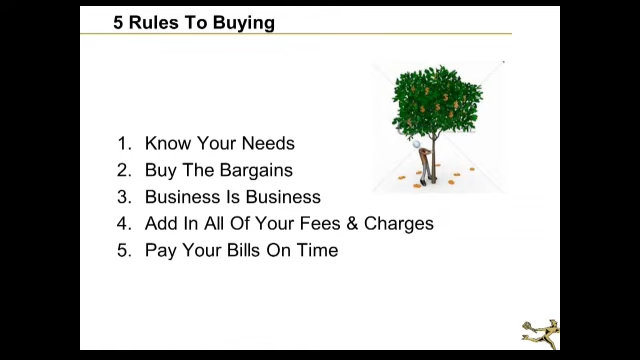 5 Rules To Buying
1. Know Your Needs
2. Buy The Bargains
3. Business Is Business
4. Add In All Of Your Fees & Charges
5. Pay Your Bills On Time